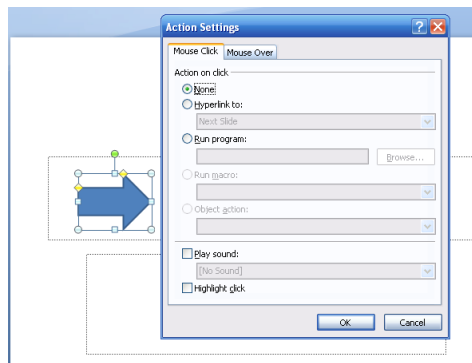 Action Settings
Mouse Click Mouse Over
Action on click
None
Hyperlink to:
Next Slide
Run program:
Browse...
Run macro:
Object action:
Play sound:
[No Sound]
Highlight click
OK Cancel